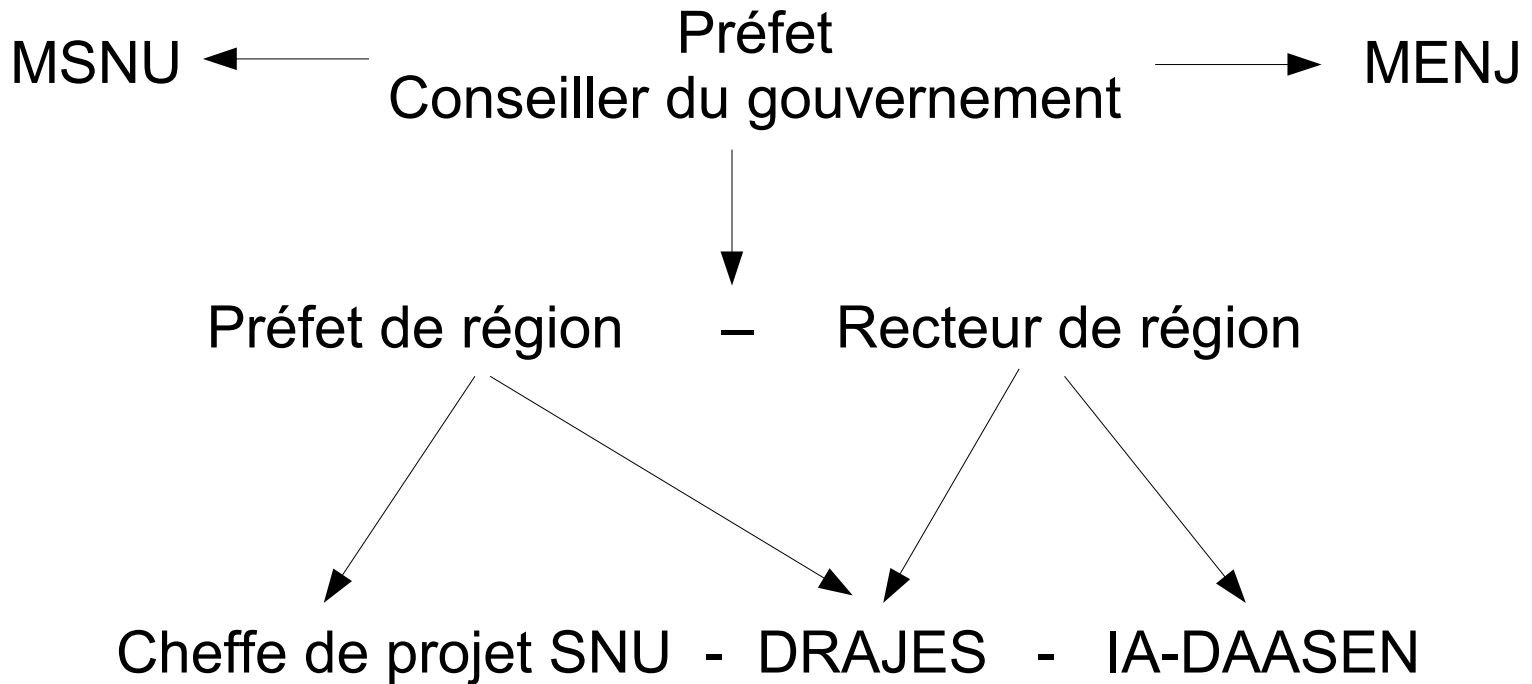 MSNU
Préfet
Conseiller du gouvernement
MENJ
Préfet de région – Recteur de région
Cheffe de projet SNU - DRAJES - IA-DAASEN